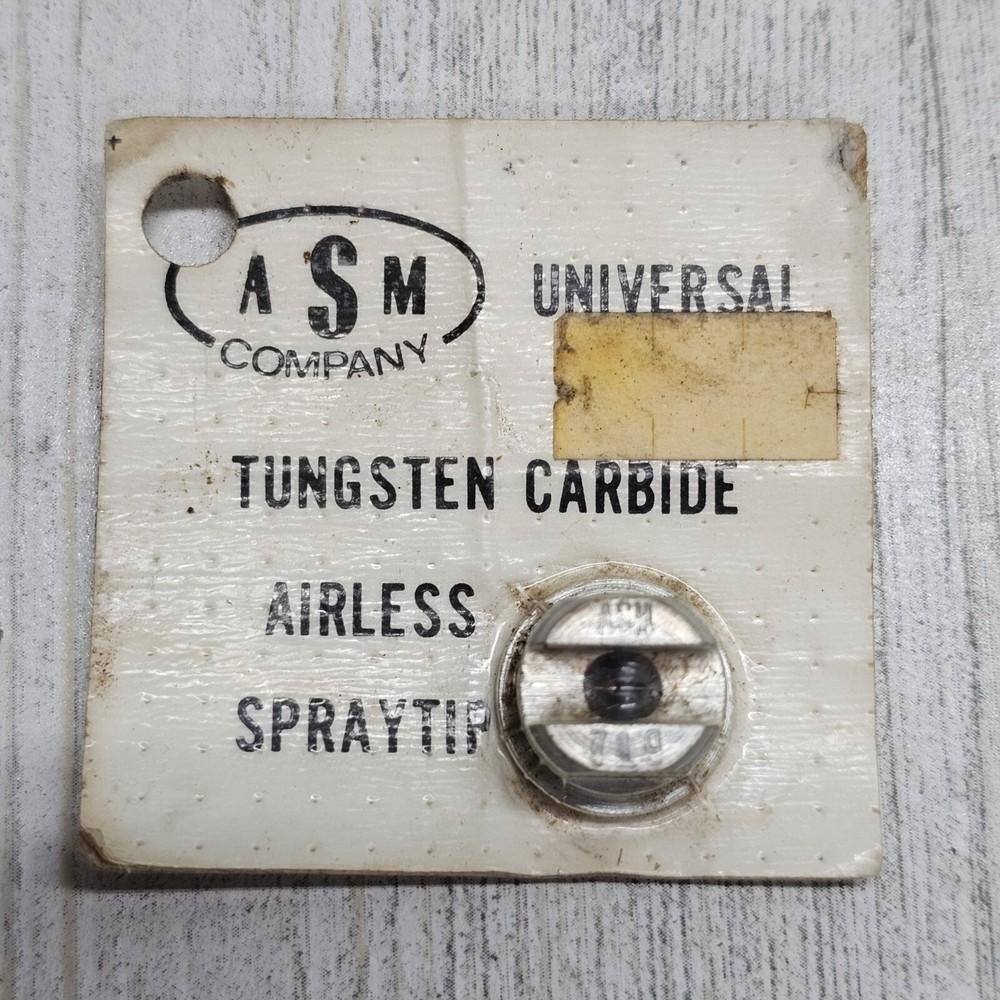 A S M
COMPANY
UNIVERSAL
TUNGSTEN CARBIDE
AIRLESS
SPRAYTIP
ASM